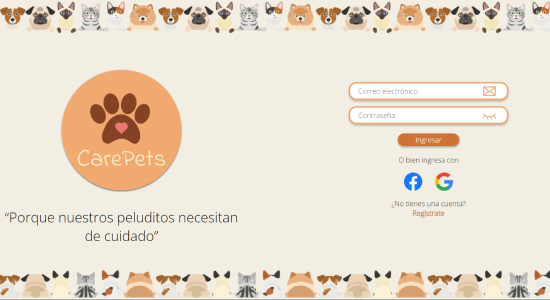 CarePets
“Porque nuestros peluditos necesitan
de cuidado”
Correo electrónico
Contraseña
Ingresar
O bien ingresa con
¿No tienes una cuenta?
Regístrate